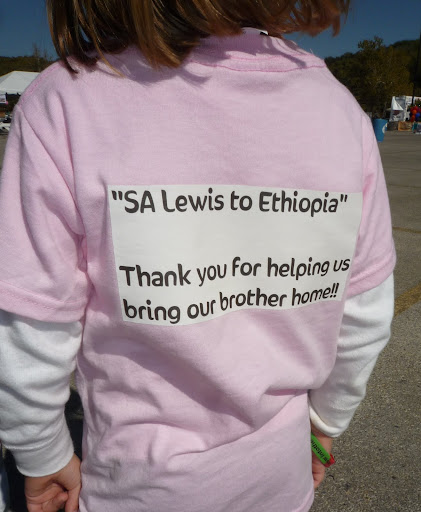 "SA Lewis to Ethiopia"
Thank you for helping us
bring our brother home!!